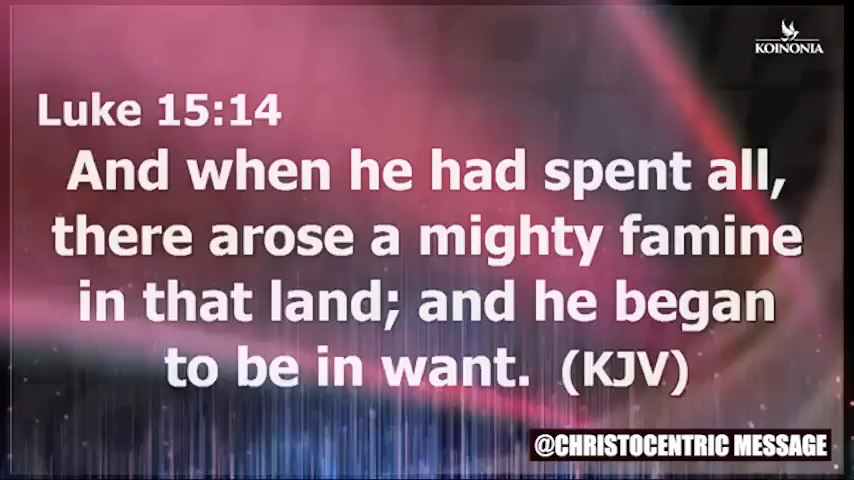 KOINONIA
Luke 15:14
And when he had spent all,
there arose a mighty famine
in that land; and he began
to be in want. (KJV)
@CHRISTOCENTRIC MESSAGE